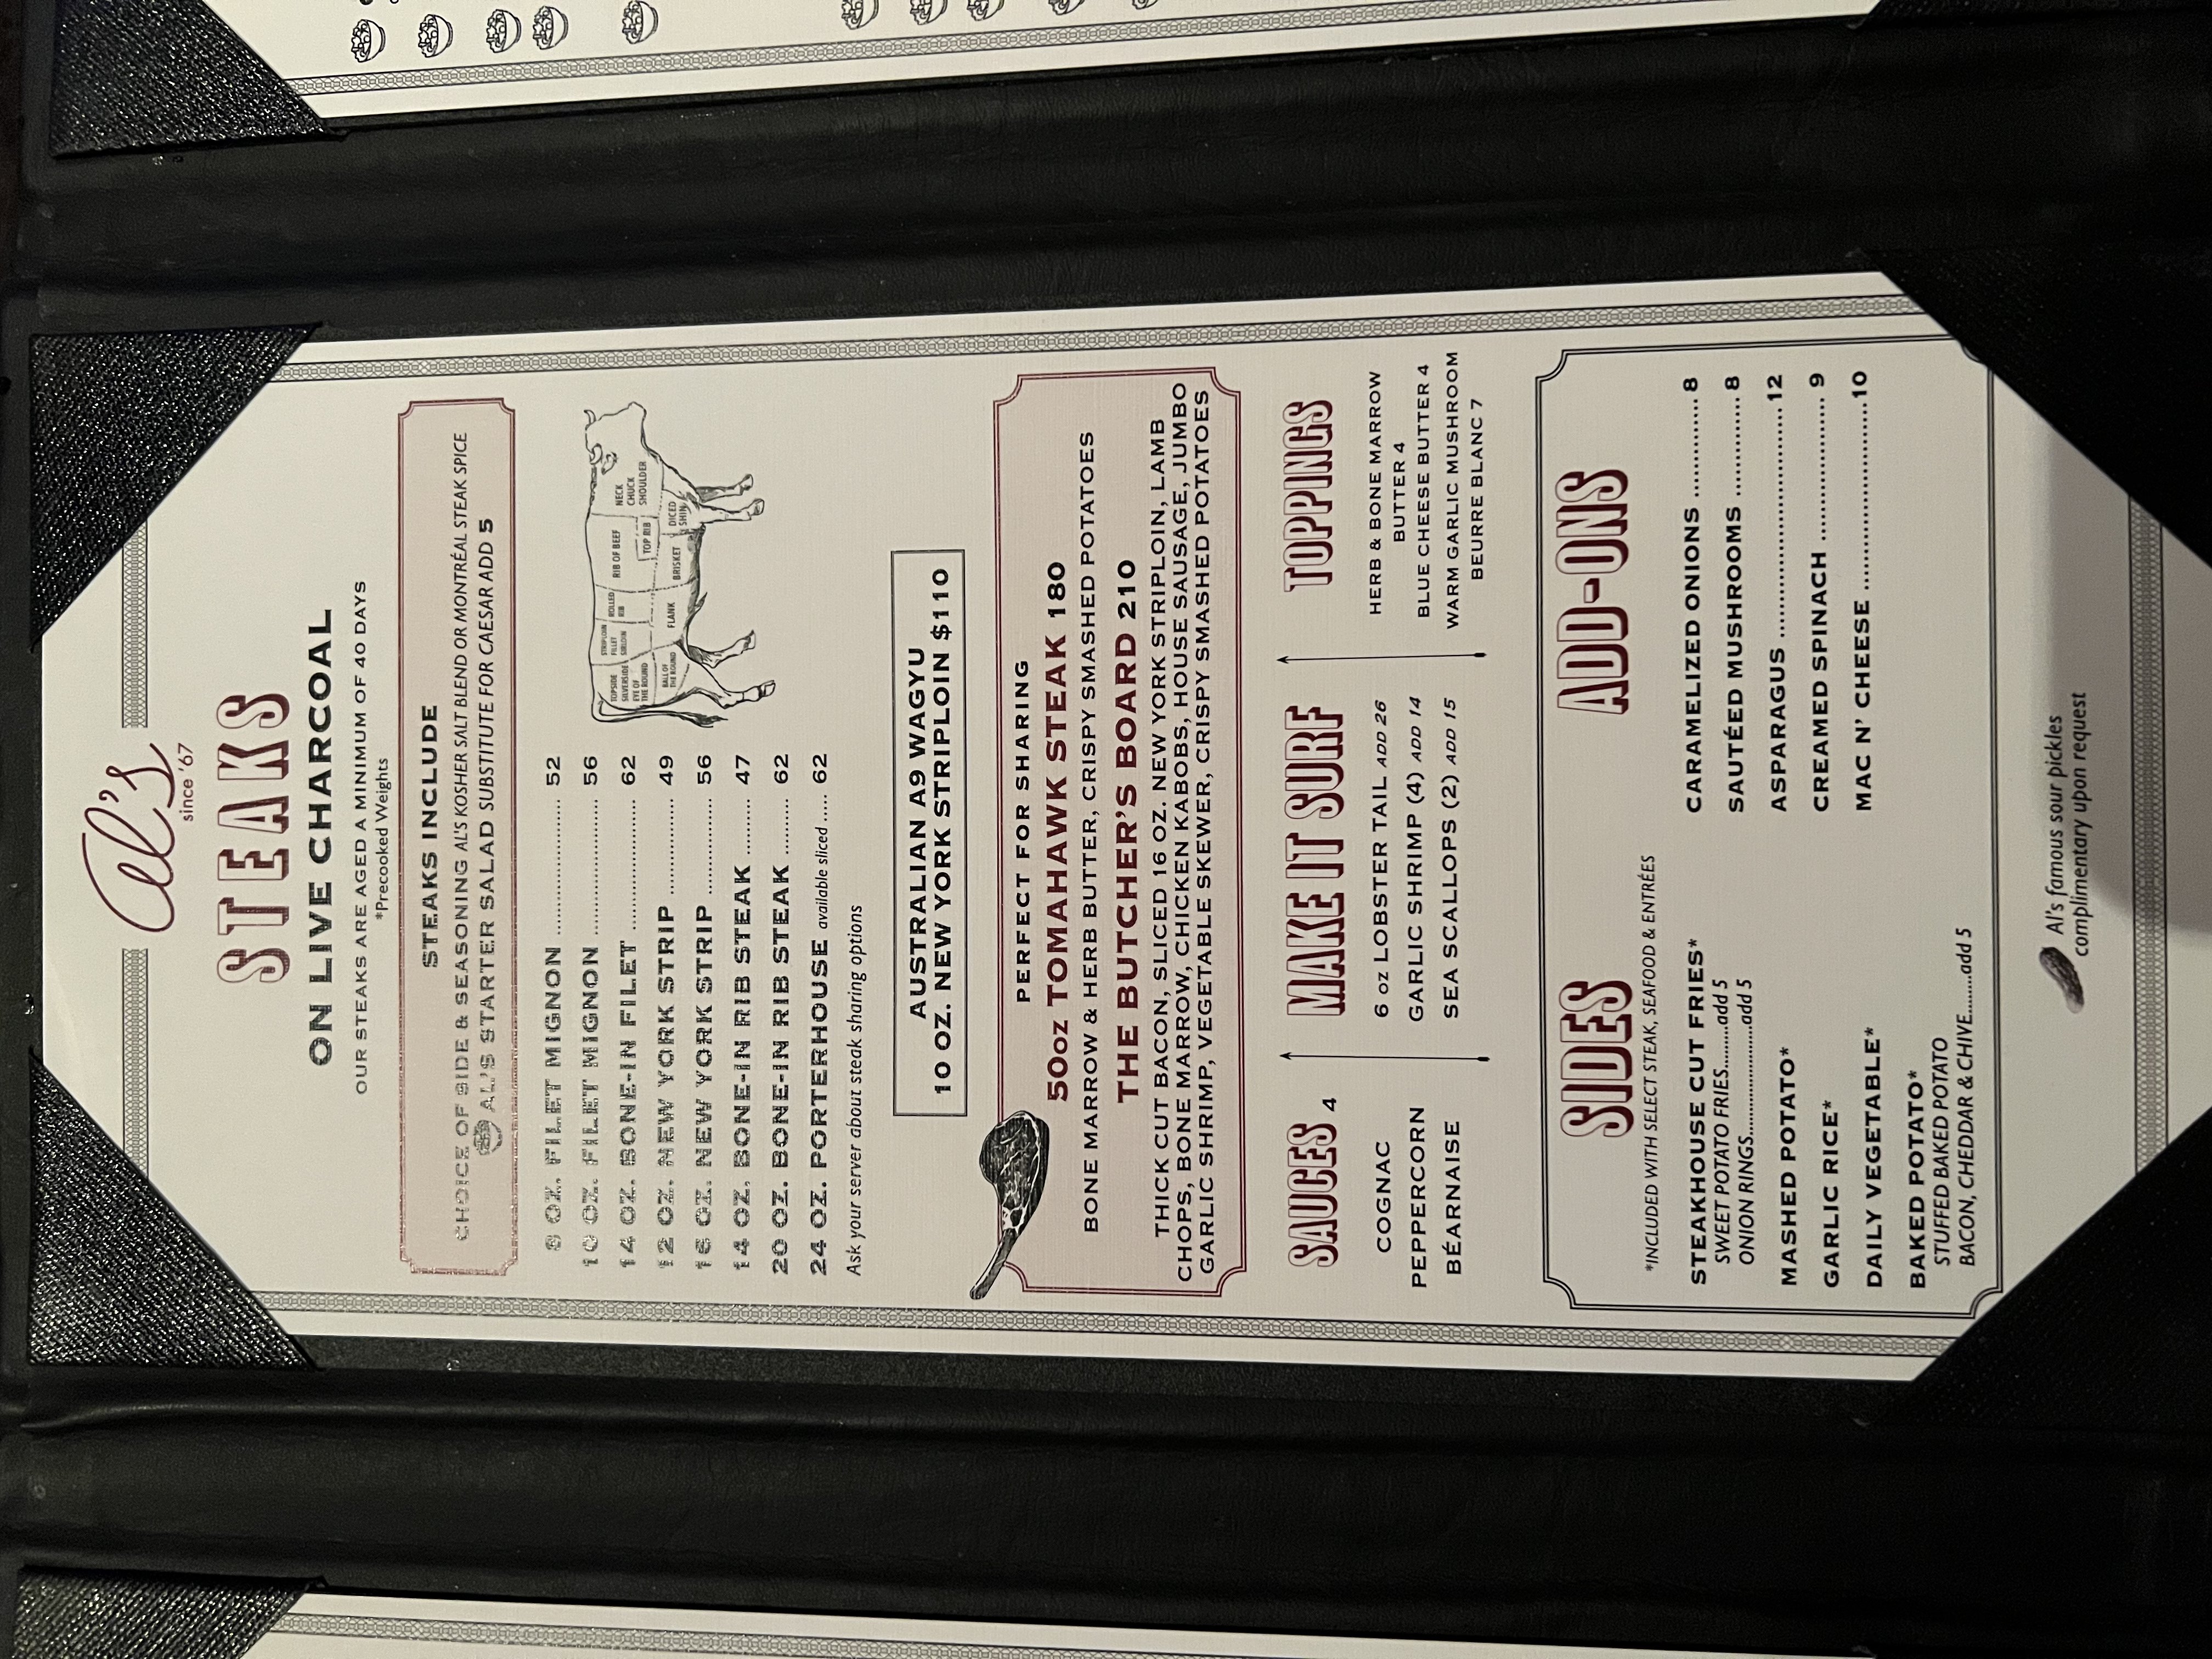 al's
since '67
STEAKS
ON LIVE CHARCOAL
OUR STEAKS ARE AGED A MINIMUM OF 40 DAYS
*Precooked Weights
STEAKS INCLUDE
CHOICE OF SIDE & SEASONING AL'S KOSHER SALT BLEND OR MONTRÉAL STEAK SPICE
AL'S STARTER SALAD SUBSTITUTE FOR CAESAR ADD 5
8 OZ. FILET MIGNON ...................... 52
10 OZ. FILET MIGNON ...................... 56
14 OZ. BONE-IN FILET ..................... 62
12 OZ. NEW YORK STRIP ............... 49
16 OZ. NEW YORK STRIP ............... 56
14 OZ. BONE-IN RIB STEAK ......... 47
20 OZ. BONE-IN RIB STEAK ......... 62
24 OZ. PORTERHOUSE available sliced ..... 62
Ask your server about steak sharing options
TOPSIDE
SILVERSIDE
EYE OF
THE ROUND
STRIPLOIN
FILLET
SIRLOIN
ROLLED
RIB
RIB OF BEEF
TOP RIB
NECK
CHUCK
SHOULDER
BALL OF
THE ROUND
FLANK
BRISKET
DICED
SHIN
AUSTRALIAN A9 WAGYU
10 OZ. NEW YORK STRIPLOIN $110
PERFECT FOR SHARING
50oz TOMAHAWK STEAK 180
BONE MARROW & HERB BUTTER, CRISPY SMASHED POTATOES
THE BUTCHER'S BOARD 210
THICK CUT BACON, SLICED 16 OZ. NEW YORK STRIPLOIN, LAMB
CHOPS, BONE MARROW, CHICKEN KABOBS, HOUSE SAUSAGE, JUMBO
GARLIC SHRIMP, VEGETABLE SKEWER, CRISPY SMASHED POTATOES
SAUCES 4
COGNAC
PEPPERCORN
BÉARNAISE
MAKE IT SURF
6 oz LOBSTER TAIL ADD 26
GARLIC SHRIMP (4) ADD 14
SEA SCALLOPS (2) ADD 15
TOPPINGS
HERB & BONE MARROW
BUTTER 4
BLUE CHEESE BUTTER 4
WARM GARLIC MUSHROOM
BEURRE BLANC 7
SIDES
*INCLUDED WITH SELECT STEAK, SEAFOOD & ENTRÉES
STEAKHOUSE CUT FRIES*
SWEET POTATO FRIES.........add 5
ONION RINGS.......................add 5
MASHED POTATO*
GARLIC RICE*
DAILY VEGETABLE*
BAKED POTATO*
STUFFED BAKED POTATO
BACON, CHEDDAR & CHIVE........add 5
ADD-ONS
CARAMELIZED ONIONS .............. 8
SAUTÉED MUSHROOMS .............. 8
ASPARAGUS ................................ 12
CREAMED SPINACH .................... 9
MAC N' CHEESE ..........................10
Al's famous sour pickles
complimentary upon request